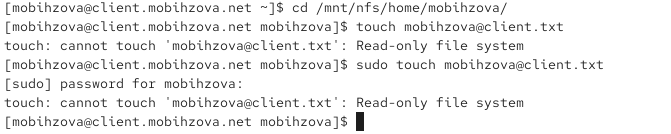 [mobihzova@client.mobihzova.net ~]$ cd /mnt/nfs/home/mobihzova/
[mobihzova@client.mobihzova.net mobihzova]$ touch mobihzova@client.txt
touch: cannot touch 'mobihzova@client.txt': Read-only file system
[mobihzova@client.mobihzova.net mobihzova]$ sudo touch mobihzova@client.txt
[sudo] password for mobihzova:
touch: cannot touch 'mobihzova@client.txt': Read-only file system
[mobihzova@client.mobihzova.net mobihzova]$